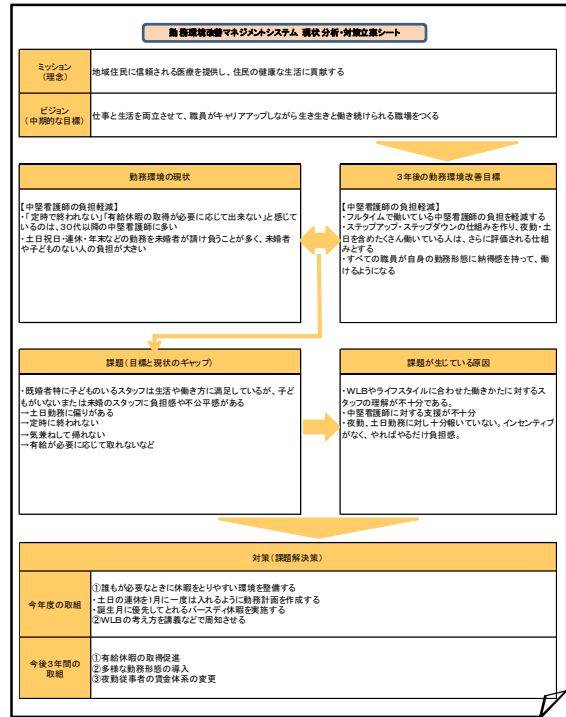 勤務環境改善マネジメントシステム 現状分析・対策立案シート
ミッション
(理念)
地域住民に信頼される医療を提供し、住民の健康な生活に貢献する
ビジョン
(中期的な目標)
仕事と生活を両立させて、職員がキャリアアップしながら生き生きと働き続けられる職場をつくる
勤務環境の現状
【中堅看護師の負担軽減】
・「定時で終われない」「有給休暇の取得が必要に応じて出来ない」と感じて
いるのは、30代以降の中堅看護師に多い
・土日祝日・連休・年末などの勤務を未婚者が請け負うことが多く、未婚者
や子どものない人の負担が大きい
3年後の勤務環境改善目標
【中堅看護師の負担軽減】
・フルタイムで働いている中堅看護師の負担を軽減する
・ステップアップ・ステップダウンの仕組みを作り、夜勤・土
日を含めたくさん働いている人は、さらに評価される仕組
みとする
・すべての職員が自身の勤務形態に納得感を持って、働
けるようになる
課題(目標と現状のギャップ)
・既婚者特に子どものいるスタッフは生活や働き方に満足しているが、子ど
もがいないまたは未婚のスタッフに負担感や不公平感がある
→土日勤務に偏りがある
→定時に終われない
→気兼ねして帰れない
→有給が必要に応じて取れないなど
課題が生じている原因
・WLBやライフスタイルに合わせた働きかたに対するス
タッフの理解が不十分である。
・中堅看護師に対する支援が不十分
・夜勤、土日勤務に対し十分報いていない。インセンティブ
がなく、やればやるだけ負担感。
対策(課題解決策)
今年度の取組
①誰もが必要なときに休暇をとりやすい環境を整備する
・土日の連休を1月に一度は入れるように勤務計画を作成する
・誕生月に優先してとれるバースディ休暇を実施する
②WLBの考え方を講義などで周知させる
今後3年間の
取組
①有給休暇の取得促進
②多様な勤務形態の導入
③夜勤従事者の賃金体系の変更